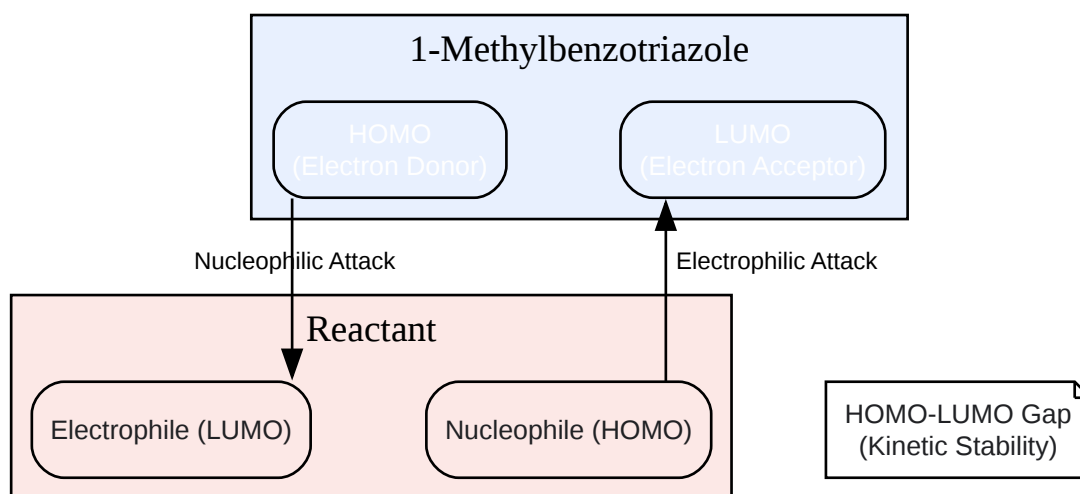 1-Methylbenzotriazole
HOMO
(Electron Donor)
LUMO
(Electron Acceptor)
Nucleophilic Attack
Electrophilic Attack
Reactant
Electrophile (LUMO)
Nucleophile (HOMO)
HOMO-LUMO Gap
(Kinetic Stability)